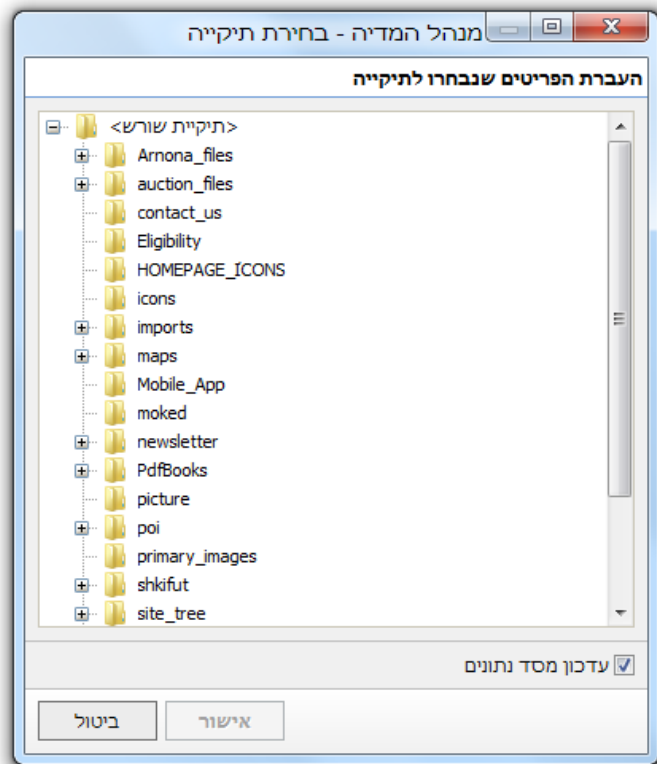 מנהל המדיה - בחירת תיקייה
העברת הפריטים שנבחרו לתיקייה
<תיקיית שורש>
Arnona_files
auction_files
contact_us
Eligibility
HOMEPAGE_ICONS
icons
imports
maps
Mobile_App
moked
newsletter
PdfBooks
picture
poi
primary_images
shkifut
site_tree
עדכון מסד נתונים
אישור
ביטול